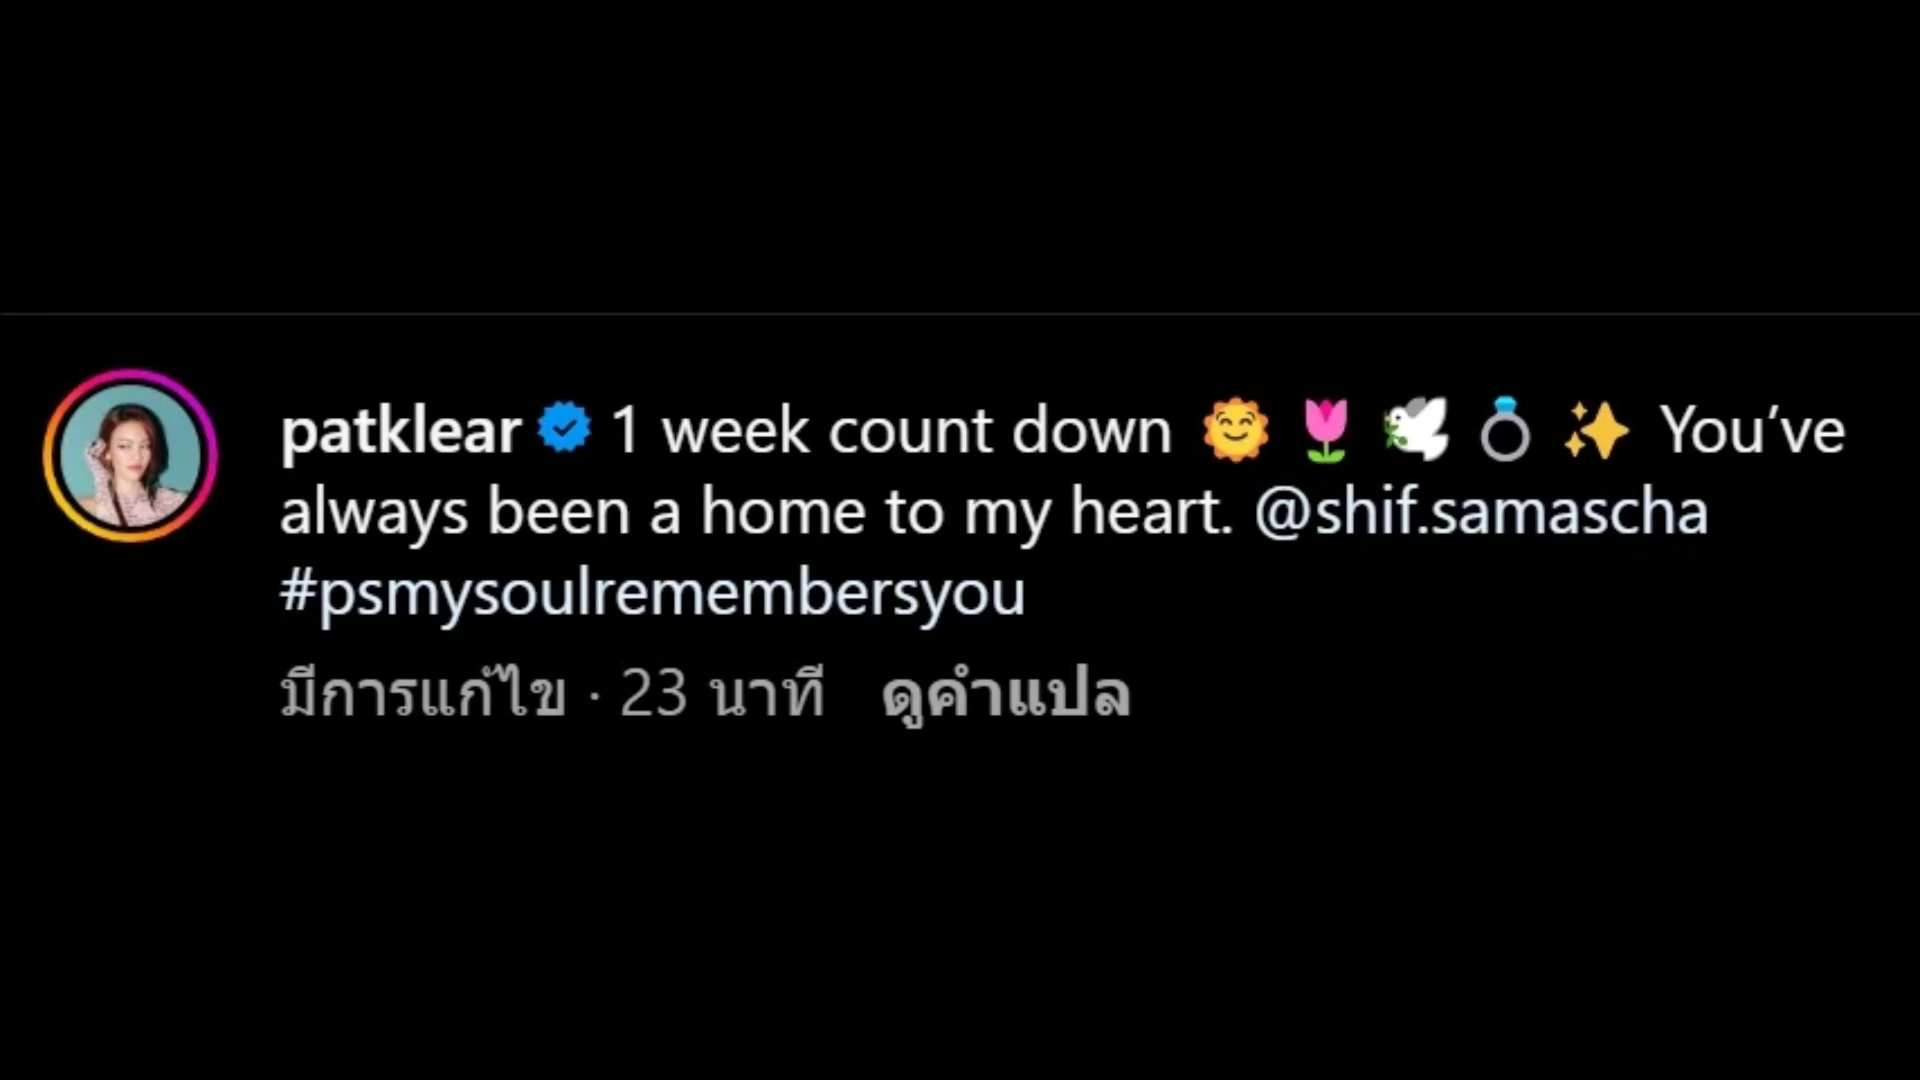 patklear 1 week count down 🌞 🌷 🕊️ 💍 ✨ You’ve
always been a home to my heart. @shif.samascha
#psmysoulremembersyou
มีการแก้ไข · 23 นาที ดูคำแปล